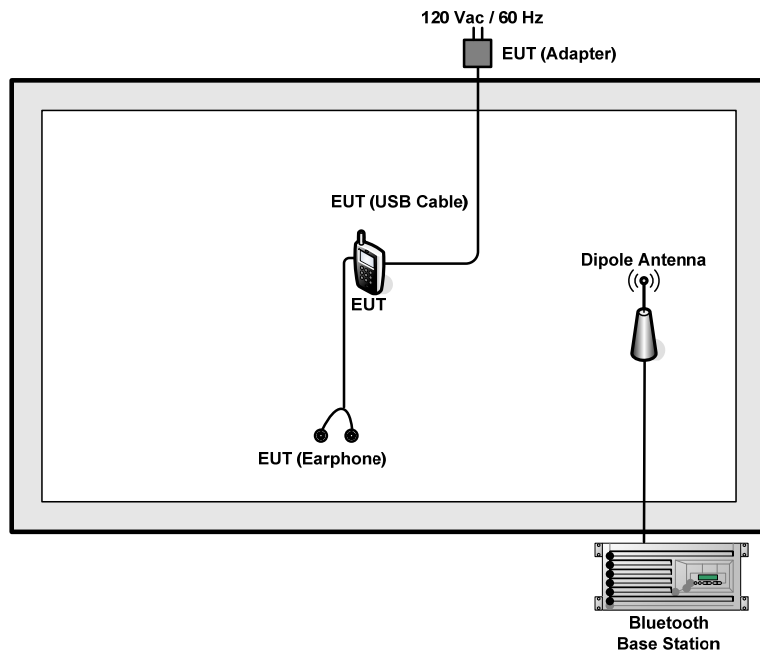 120 Vac / 60 Hz
EUT (Adapter)
EUT (USB Cable)
Dipole Antenna
EUT
EUT (Earphone)
Bluetooth
Base Station